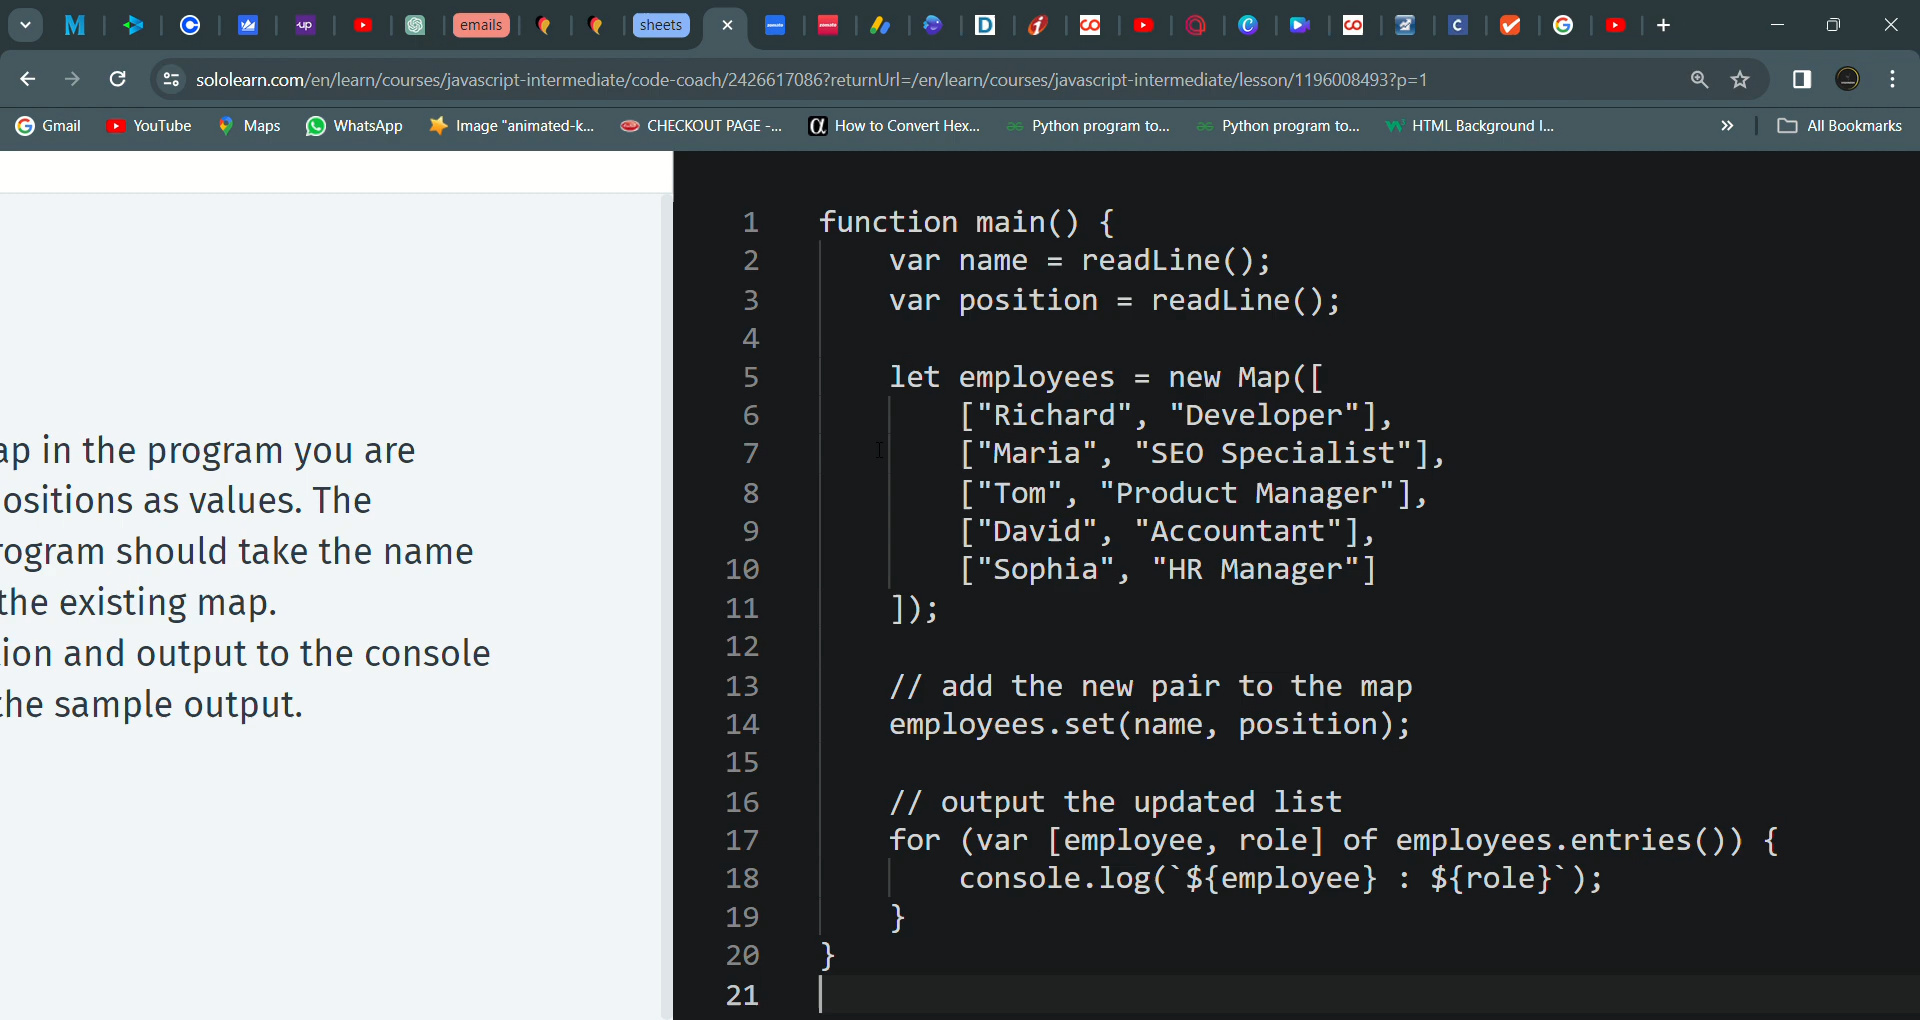 emails
sheets
sololearn.com/en/learn/courses/javascript-intermediate/code-coach/2426617086?returnUrl=/en/learn/courses/javascript-intermediate/lesson/1196008493?p=1
Gmail YouTube Maps WhatsApp Image "animated-k... CHECKOUT PAGE -... How to Convert Hex... Python program to... Python program to... HTML Background I... » All Bookmarks
ap in the program you are
ositions as values. The
rogram should take the name
the existing map.
ion and output to the console
the sample output.
1 function main() {
2 var name = readLine();
3 var position = readLine();
4
5 let employees = new Map([
6 ["Richard", "Developer"],
7 ["Maria", "SEO Specialist"],
8 ["Tom", "Product Manager"],
9 ["David", "Accountant"],
10 ["Sophia", "HR Manager"]
11 ]);
12
13 // add the new pair to the map
14 employees.set(name, position);
15
16 // output the updated list
17 for (var [employee, role] of employees.entries()) {
18 console.log(`${employee} : ${role}`);
19 }
20 }
21